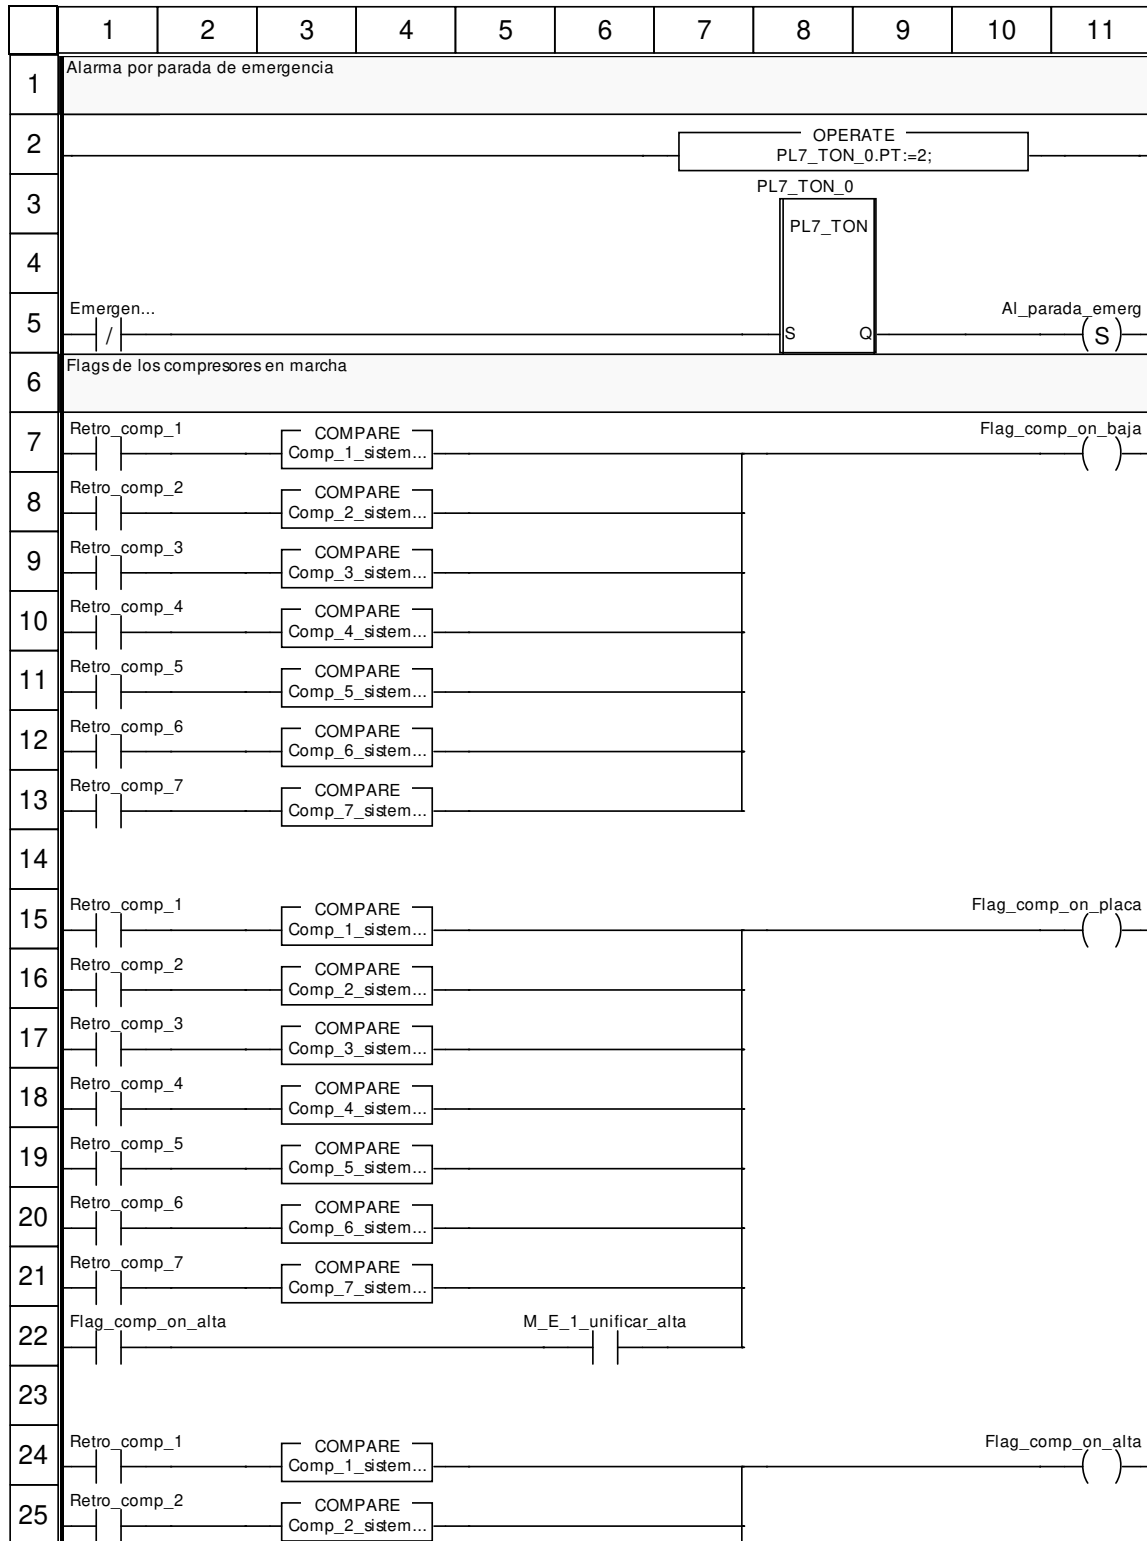 1 2 3 4 5 6 7 8 9 10 11
1 Alarma por parada de emergencia
2 OPERATE
PL7_TON_0.PT:=2;
3 PL7_TON_0
PL7_TON
4
5 Emergen... Al_parada_emerg
/ S Q S
6 Flags de los compresores en marcha
7 Retro_comp_1 COMPARE Flag_comp_on_baja
Comp_1_sistem...
8 Retro_comp_2 COMPARE
Comp_2_sistem...
9 Retro_comp_3 COMPARE
Comp_3_sistem...
10 Retro_comp_4 COMPARE
Comp_4_sistem...
11 Retro_comp_5 COMPARE
Comp_5_sistem...
12 Retro_comp_6 COMPARE
Comp_6_sistem...
13 Retro_comp_7 COMPARE
Comp_7_sistem...
14
15 Retro_comp_1 COMPARE Flag_comp_on_placa
Comp_1_sistem...
16 Retro_comp_2 COMPARE
Comp_2_sistem...
17 Retro_comp_3 COMPARE
Comp_3_sistem...
18 Retro_comp_4 COMPARE
Comp_4_sistem...
19 Retro_comp_5 COMPARE
Comp_5_sistem...
20 Retro_comp_6 COMPARE
Comp_6_sistem...
21 Retro_comp_7 COMPARE
Comp_7_sistem...
22 Flag_comp_on_alta M_E_1_unificar_alta
23
24 Retro_comp_1 COMPARE Flag_comp_on_alta
Comp_1_sistem...
25 Retro_comp_2 COMPARE
Comp_2_sistem...